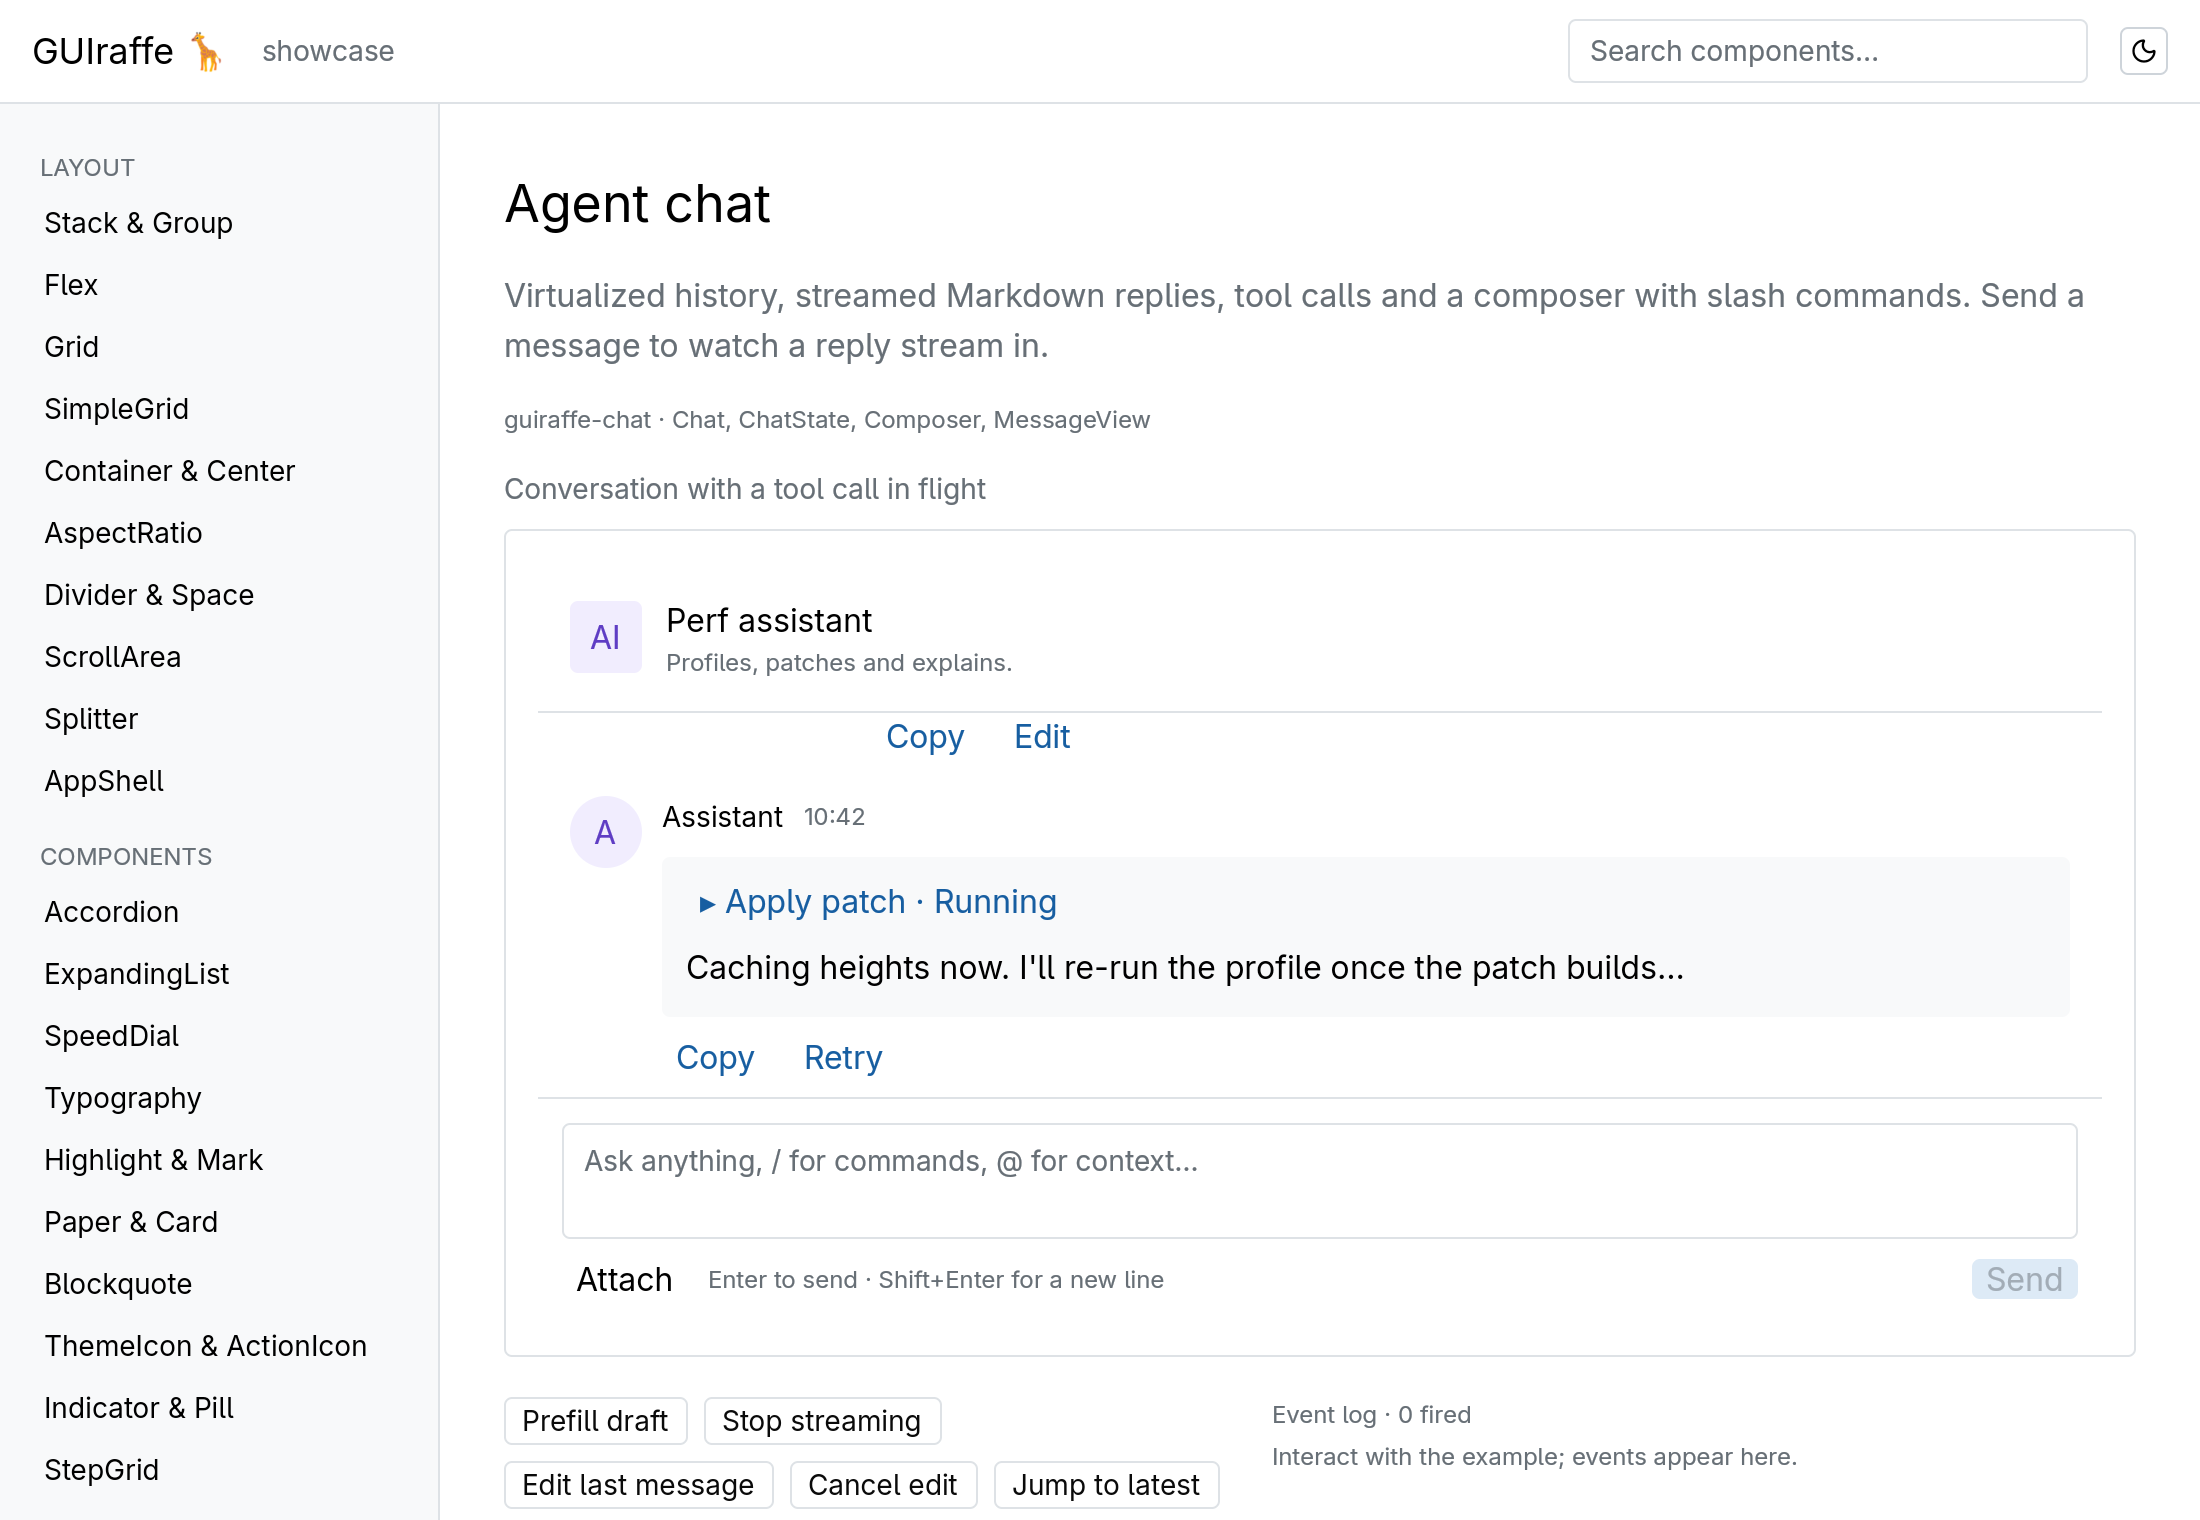 GUIraffe 🦒 showcase Search components...
LAYOUT
Stack & Group
Flex
Grid
SimpleGrid
Container & Center
AspectRatio
Divider & Space
ScrollArea
Splitter
AppShell
COMPONENTS
Accordion
ExpandingList
SpeedDial
Typography
Highlight & Mark
Paper & Card
Blockquote
ThemeIcon & ActionIcon
Indicator & Pill
StepGrid
Agent chat
Virtualized history, streamed Markdown replies, tool calls and a composer with slash commands. Send a
message to watch a reply stream in.
guiraffe-chat · Chat, ChatState, Composer, MessageView
Conversation with a tool call in flight
AI
Perf assistant
Profiles, patches and explains.
Copy Edit
A
Assistant 10:42
▸ Apply patch · Running
Caching heights now. I'll re-run the profile once the patch builds...
Copy Retry
Ask anything, / for commands, @ for context...
Attach Enter to send · Shift+Enter for a new line Send
Prefill draft Stop streaming
Edit last message Cancel edit Jump to latest
Event log · 0 fired
Interact with the example; events appear here.